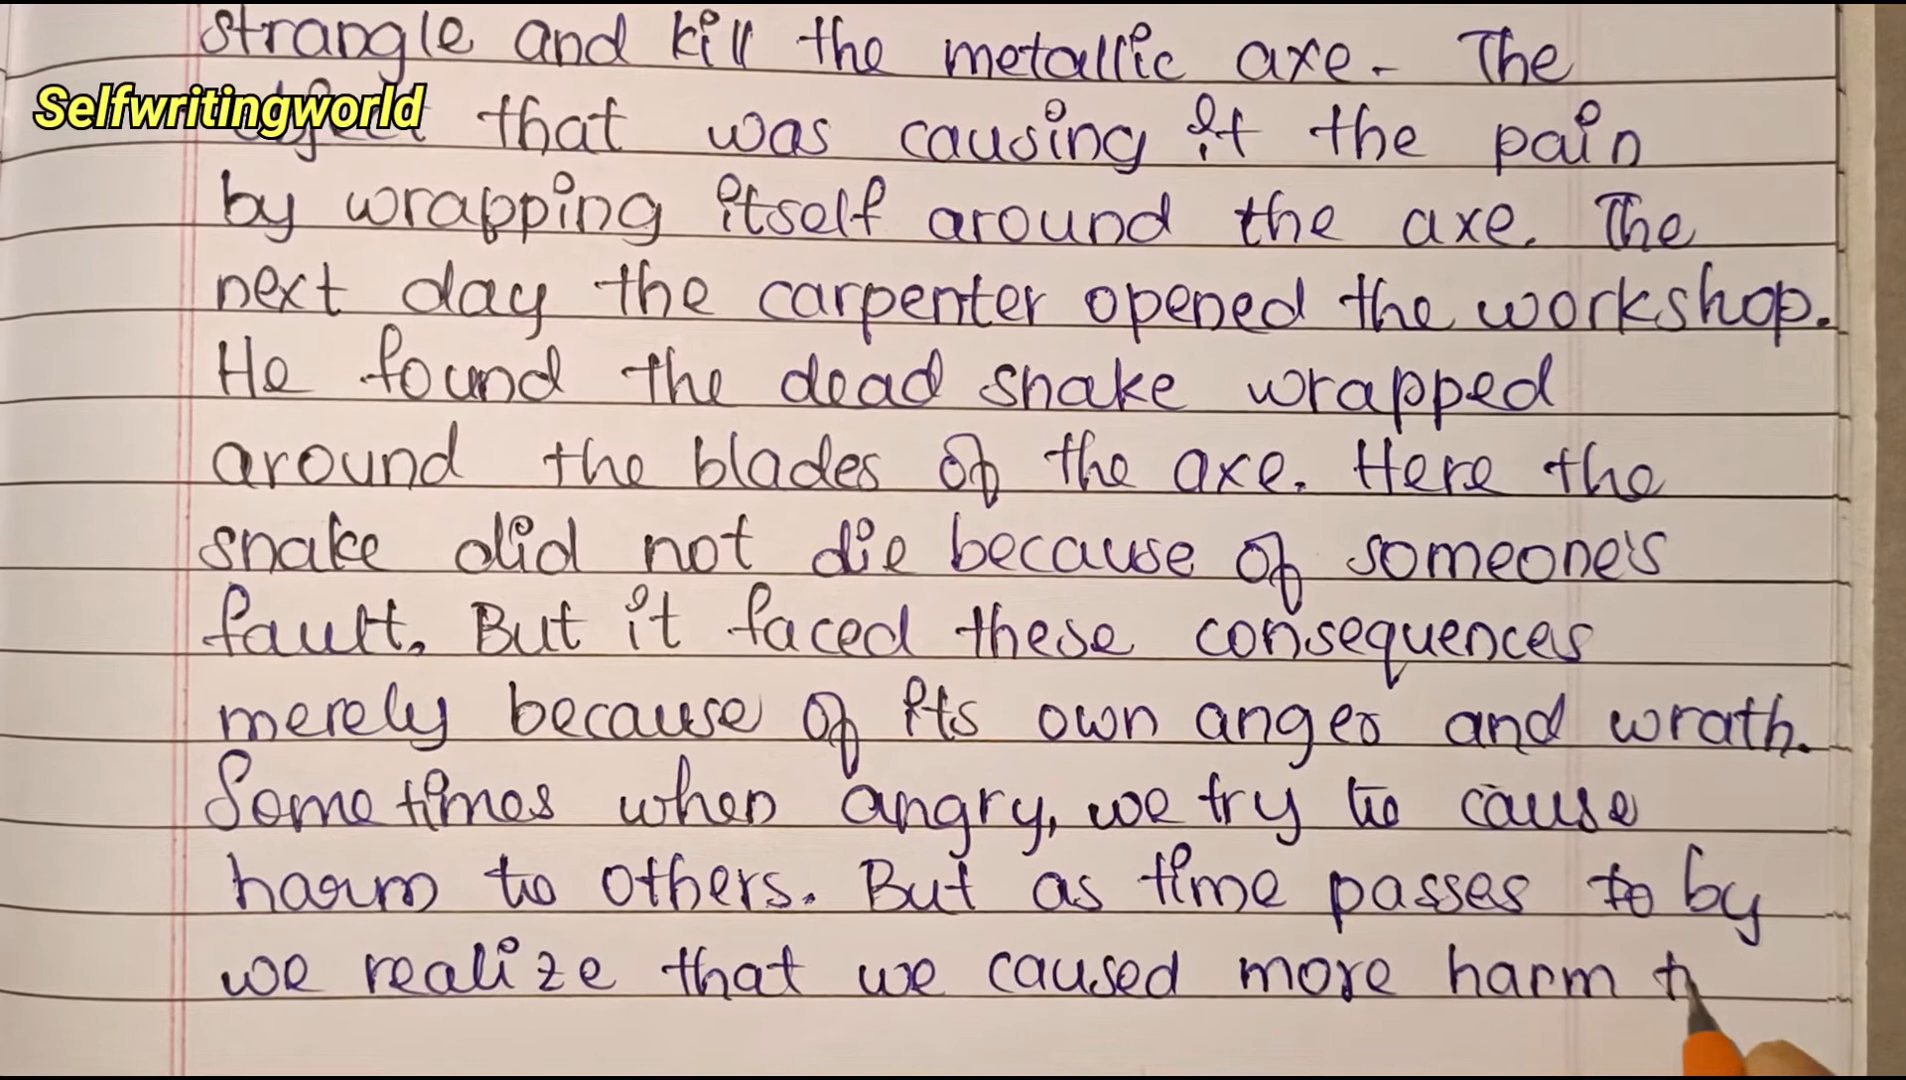 strangle and kill the metallic axe. The
Selfwritingworld
object that was causing it the pain
by wrapping itself around the axe. The
next day the carpenter opened the workshop.
He found the dead snake wrapped
around the blades of the axe. Here the
snake did not die because of someone's
fault. But it faced these consequences
merely because of its own anger and wrath.
Sometimes when angry, we try to cause
harm to others. But as time passes to by
we realize that we caused more harm t